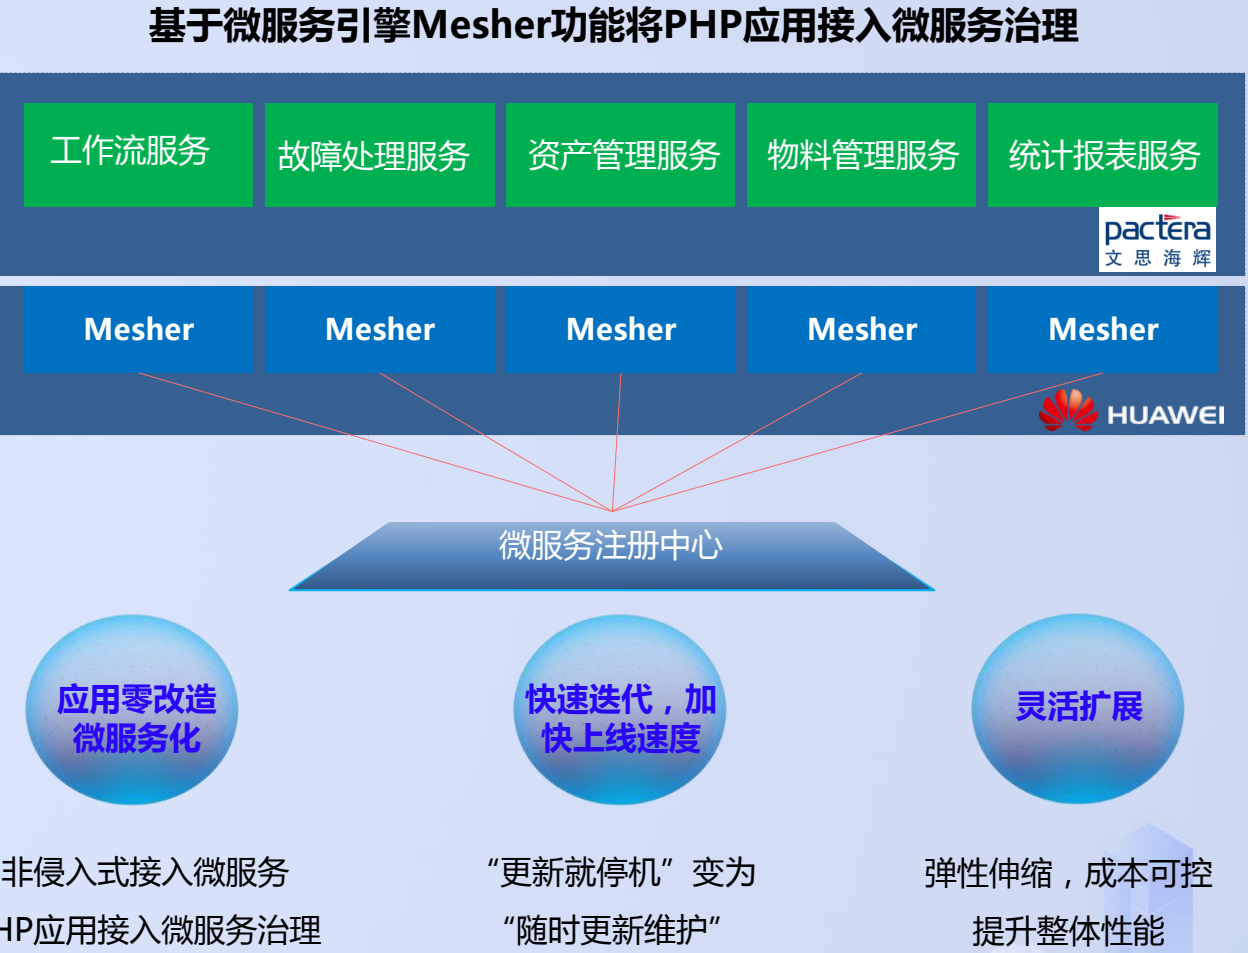 基于微服务引擎Mesher功能将PHP应用接入微服务治理
工作流服务
故障处理服务
资产管理服务
物料管理服务
统计报表服务
pactera
文思海辉
Mesher
Mesher
Mesher
Mesher
Mesher
HUAWEI
微服务注册中心
应用零改造
微服务化
快速迭代，加
快上线速度
灵活扩展
非侵入式接入微服务
HP应用接入微服务治理
“更新就停机”变为
“随时更新维护”
弹性伸缩，成本可控
提升整体性能